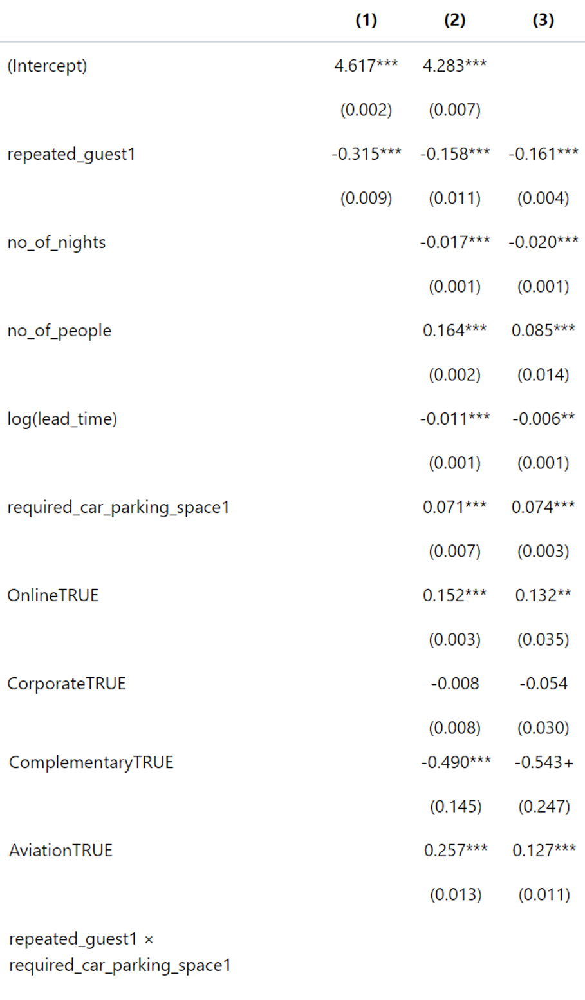 (1) (2) (3)
(Intercept) 4.617*** 4.283***
(0.002) (0.007)
repeated_guest1 -0.315*** -0.158*** -0.161***
(0.009) (0.011) (0.004)
no_of_nights -0.017*** -0.020***
(0.001) (0.001)
no_of_people 0.164*** 0.085***
(0.002) (0.014)
log(lead_time) -0.011*** -0.006**
(0.001) (0.001)
required_car_parking_space1 0.071*** 0.074***
(0.007) (0.003)
OnlineTRUE 0.152*** 0.132**
(0.003) (0.035)
CorporateTRUE -0.008 -0.054
(0.008) (0.030)
ComplementaryTRUE -0.490*** -0.543+
(0.145) (0.247)
AviationTRUE 0.257*** 0.127***
(0.013) (0.011)
repeated_guest1 ×
required_car_parking_space1